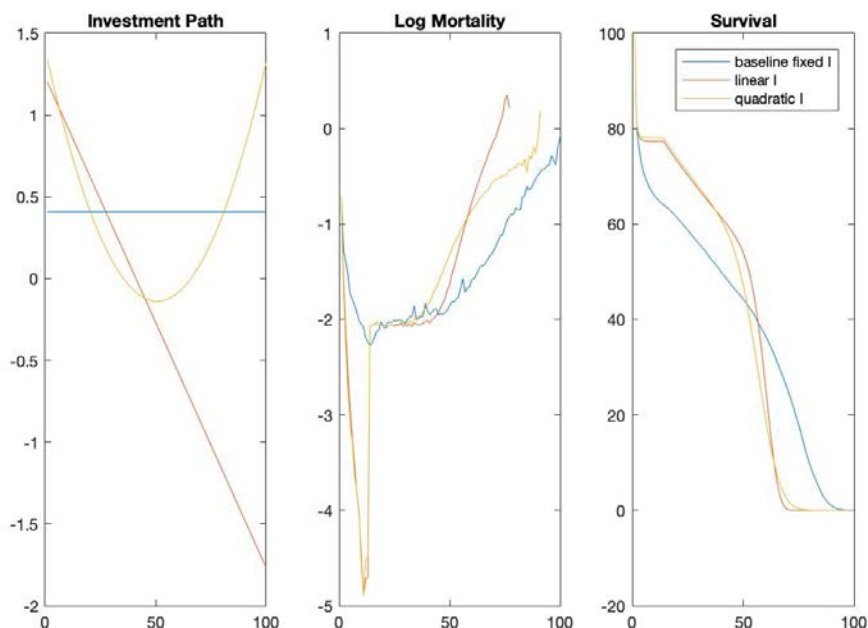 Investment Path
1.5
1
0.5
0
-0.5
-1
-1.5
-2
0 50 100
Log Mortality
1
0
-1
-2
-3
-4
-5
0 50 100
Survival
100
80
60
40
20
0
-20
0 50 100
baseline fixed I
linear I
quadratic I